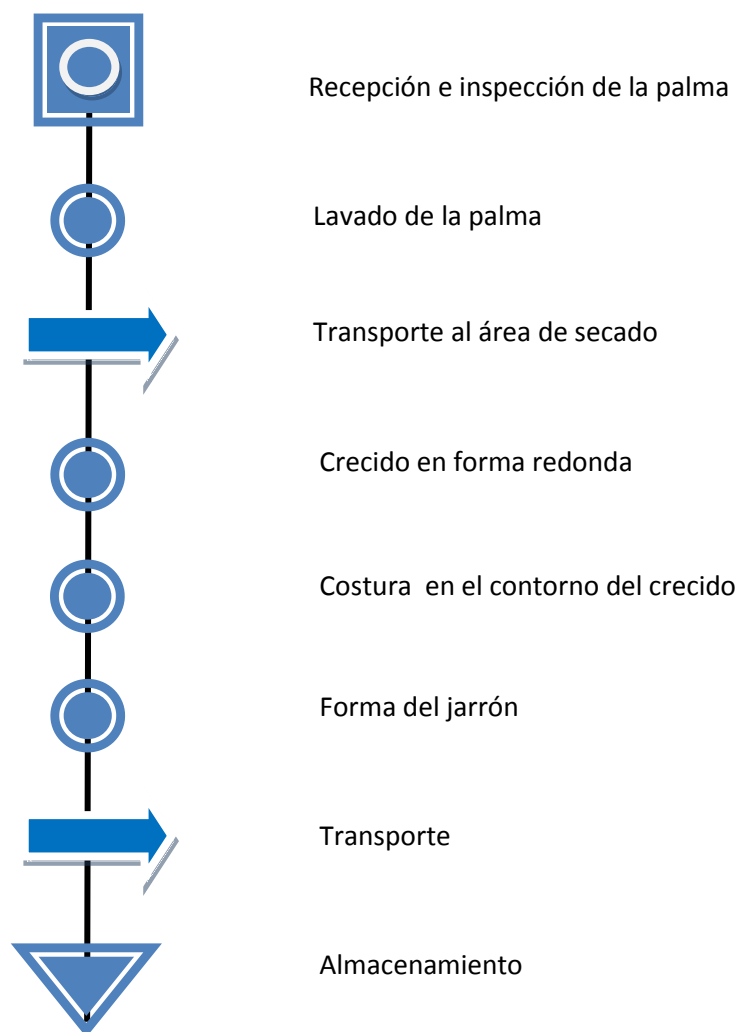 Recepción e inspección de la palma
Lavado de la palma
Transporte al área de secado
Crecido en forma redonda
Costura  en el contorno del crecido
Forma del jarrón
Transporte
Almacenamiento